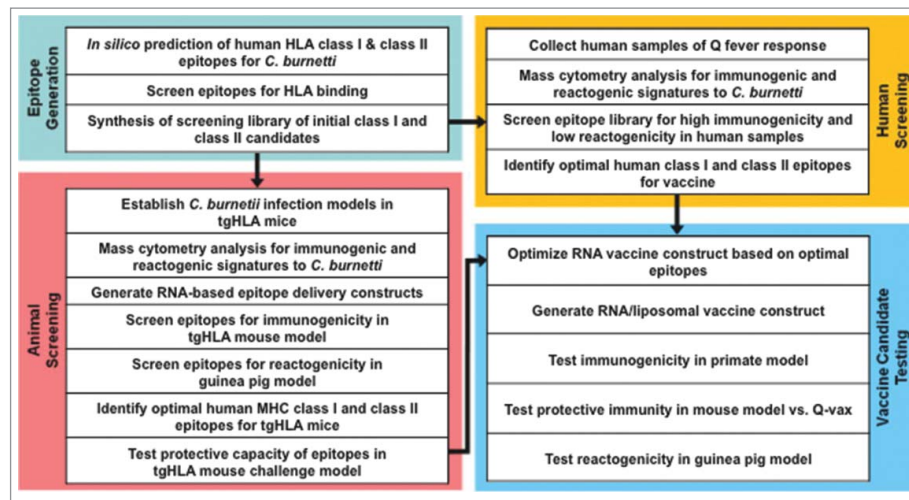 Epitope
Generation
In silico prediction of human HLA class I & class II
epitopes for C. burnetti
Screen epitopes for HLA binding
Synthesis of screening library of initial class I and
class II candidates
Human
Screening
Collect human samples of Q fever response
Mass cytometry analysis for immunogenic and
reactogenic signatures to C. burnetti
Screen epitope library for high immunogenicity and
low reactogenicity in human samples
Identify optimal human class I and class II epitopes
for vaccine
Animal
Screening
Establish C. burnetii infection models in
tgHLA mice
Mass cytometry analysis for immunogenic and
reactogenic signatures to C. burnetti
Generate RNA-based epitope delivery constructs
Screen epitopes for immunogenicity in
tgHLA mouse model
Screen epitopes for reactogenicity in
guinea pig model
Identify optimal human MHC class I and class II
epitopes for tgHLA mice
Test protective capacity of epitopes in
tgHLA mouse challenge model
Vaccine Candidate
Testing
Optimize RNA vaccine construct based on optimal
epitopes
Generate RNA/liposomal vaccine construct
Test immunogenicity in primate model
Test protective immunity in mouse model vs. Q-vax
Test reactogenicity in guinea pig model